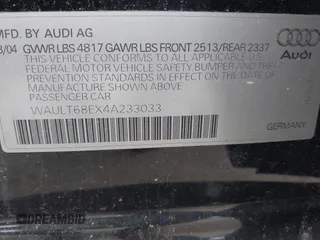 MFD. BY AUDI AG
3/04 GVWR LBS 4817 GAWR LBS FRONT 2513/REAR 2337
THIS VEHICLE CONFORMS TO ALL APPLICABLE U.S.
FEDERAL MOTOR VEHICLE SAFETY, BUMPER AND THEFT
PREVENTION STANDARDS IN EFFECT ON THE DATE OF
MANUFACTURE SHOWN ABOVE.
PASSENGER CAR
WAULT68EX4A233033
Audi
GERMANY
DREAMBID